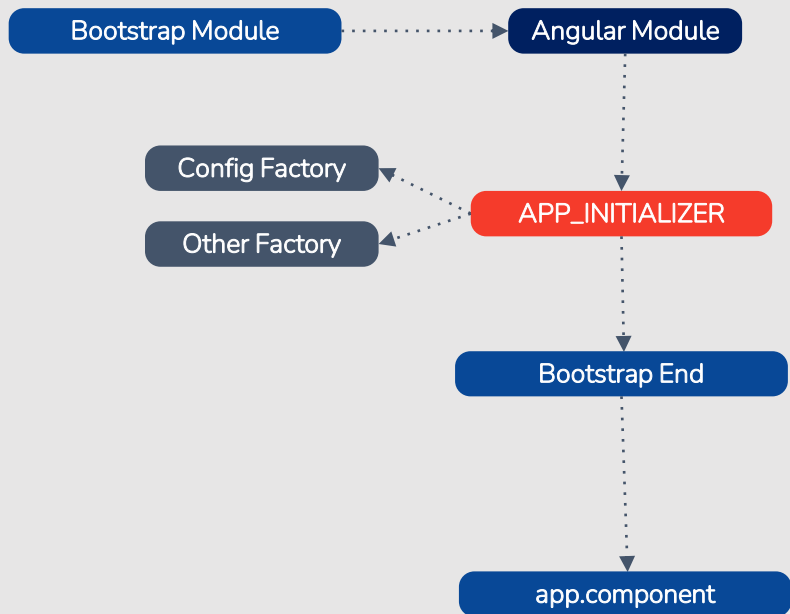 Bootstrap Module
Angular Module
Config Factory
APP_INITIALIZER
Other Factory
Bootstrap End
app.component